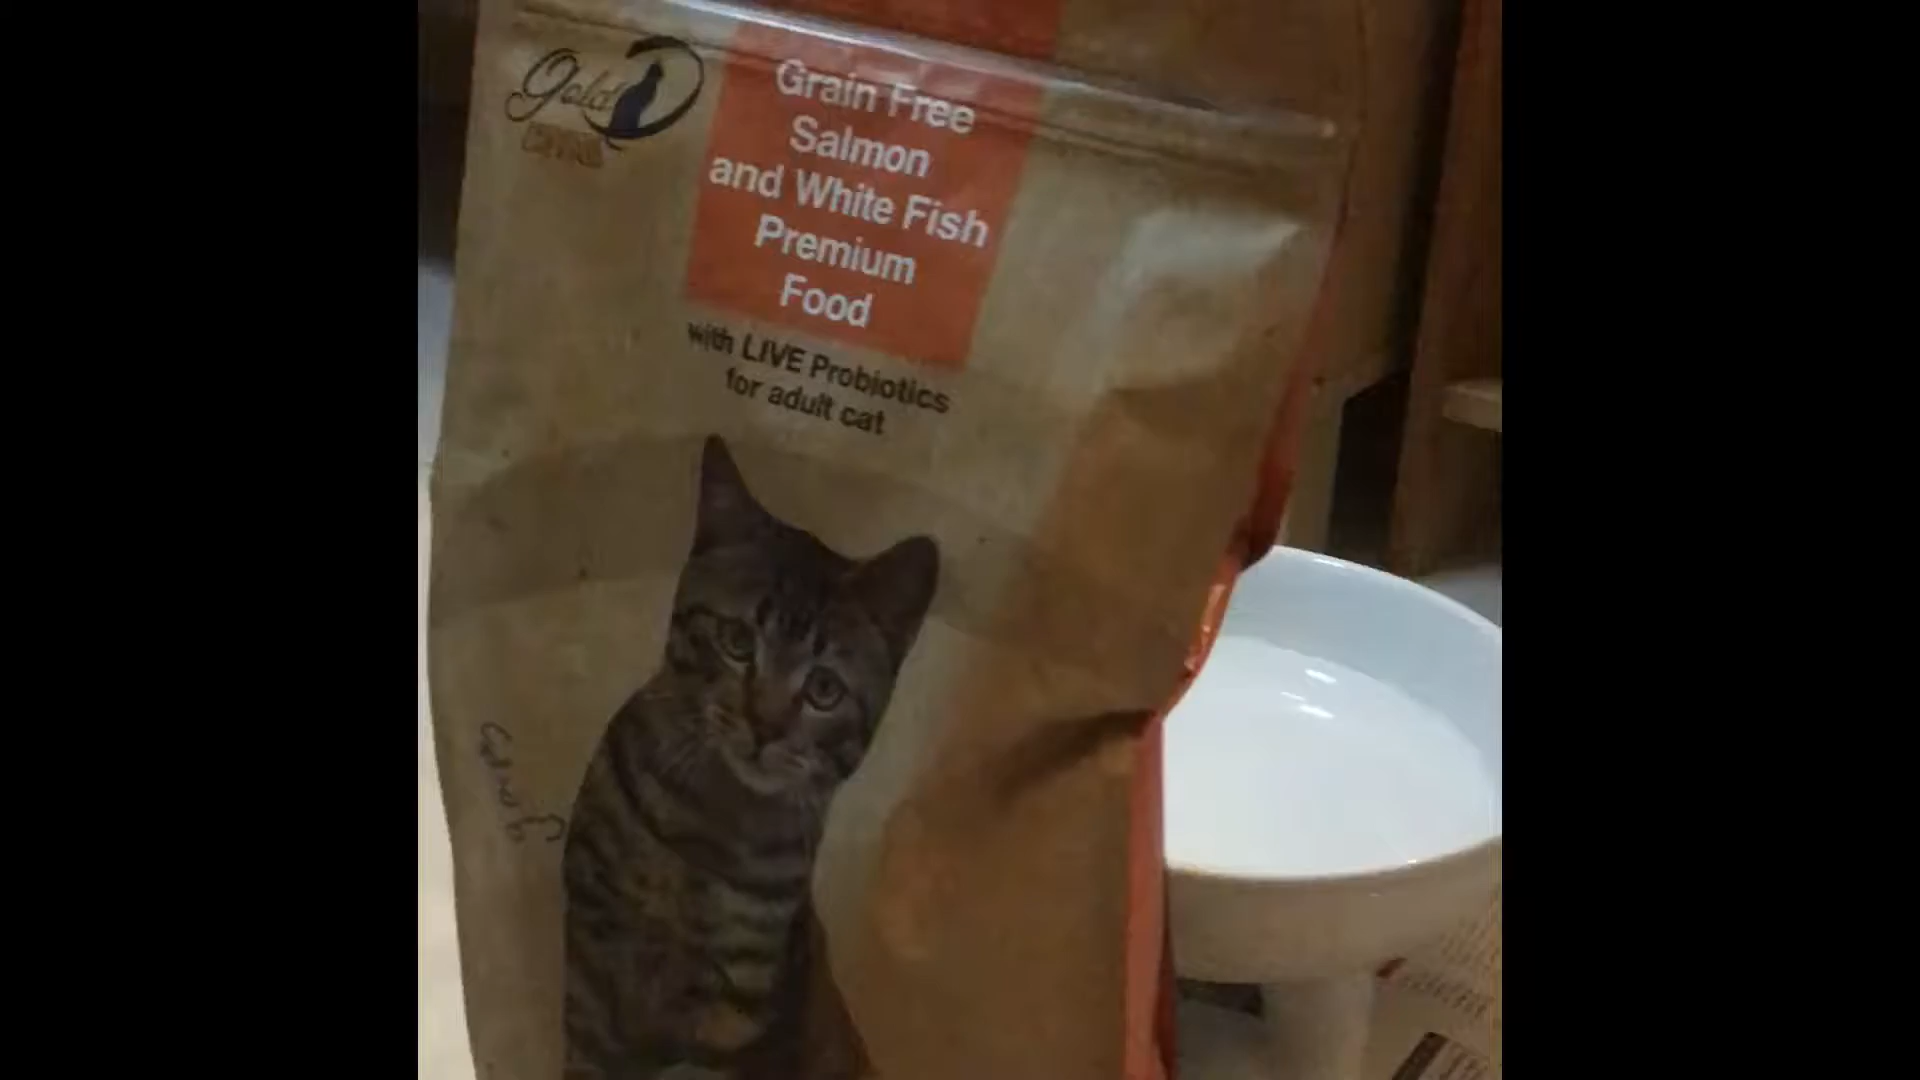 Gold
Grain Free
Salmon
and White Fish
Premium
Food
with LIVE Probiotics
for adult cat